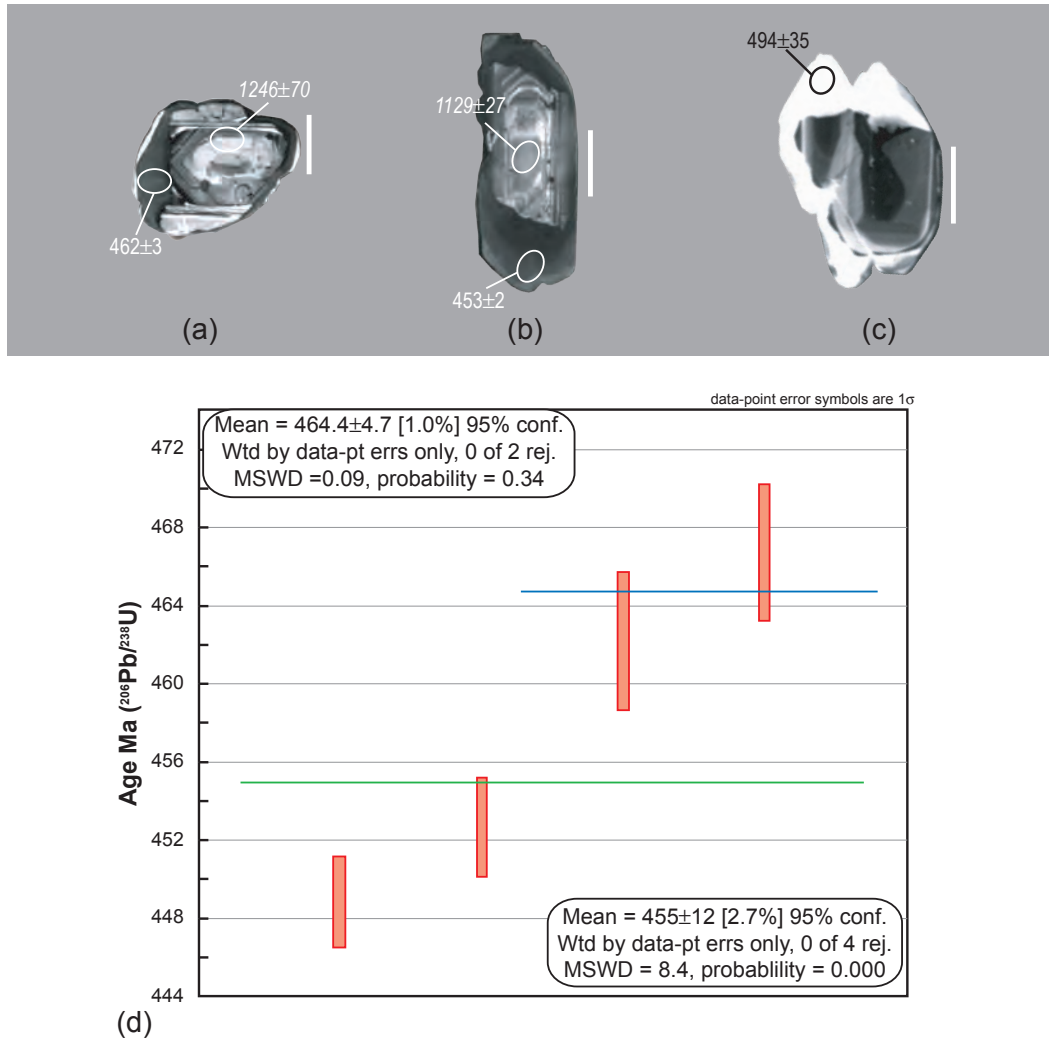 1246±70
462±3
(a)
1129±27
453±2
(b)
494±35
(c)
data-point error symbols are 1σ
Mean = 464.4±4.7 [1.0%] 95% conf.
Wtd by data-pt errs only, 0 of 2 rej.
MSWD =0.09, probability = 0.34
Age Ma (²⁰⁶Pb/²³⁸U)
472
468
464
460
456
452
448
444
Mean = 455±12 [2.7%] 95% conf.
Wtd by data-pt errs only, 0 of 4 rej.
MSWD = 8.4, probablility = 0.000
(d)